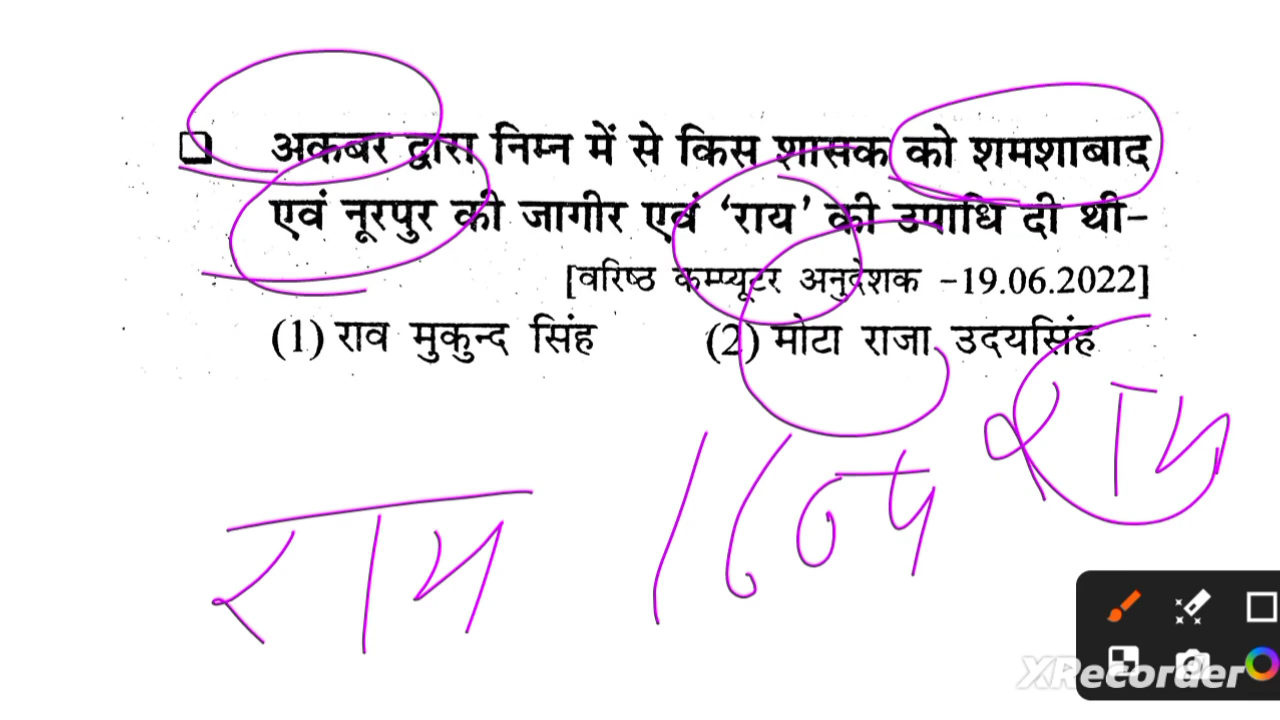 ❑ अकबर द्वारा निम्न में से किस शासक को शमशाबाद
एवं नूरपुर की जागीर एवं ‘राय’ की उपाधि दी थी–
[वरिष्ठ कम्प्यूटर अनुदेशक –19.06.2022]
(1) राव मुकुन्द सिंह (2) मोटा राजा उदयसिंह
राय
राय
XRecorder